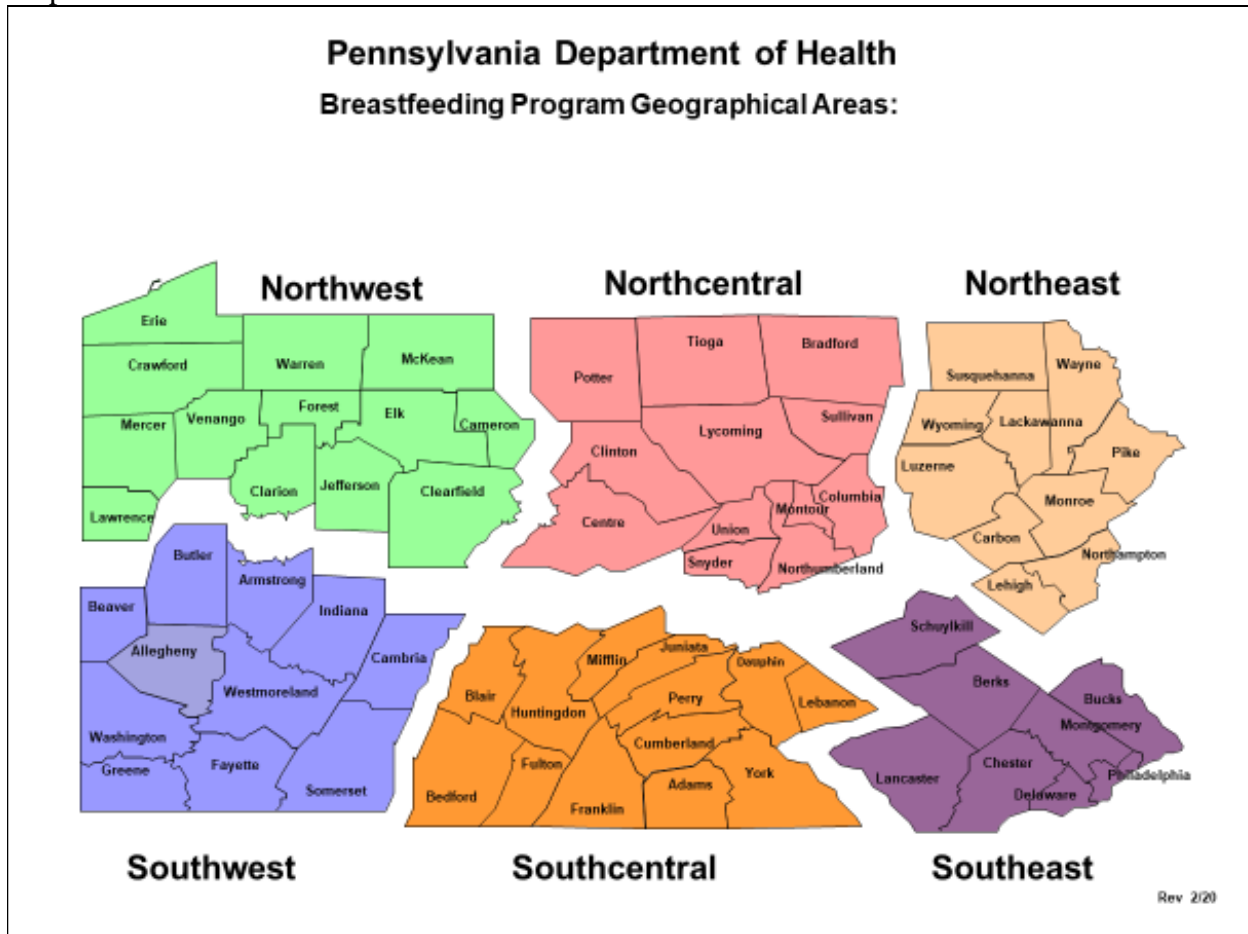 Pennsylvania Department of Health
Breastfeeding Program Geographical Areas:
Northwest
Northcentral
Northeast
Erie
Crawford
Warren
McKean
Mercer
Venango
Forest
Elk
Cameron
Lawrence
Clarion
Jefferson
Clearfield
Potter
Tioga
Bradford
Sullivan
Lycoming
Clinton
Centre
Union
Montour
Columbia
Snyder
Northumberland
Susquehanna
Wayne
Wyoming
Lackawanna
Pike
Luzerne
Monroe
Carbon
Northampton
Lehigh
Butler
Armstrong
Beaver
Indiana
Allegheny
Cambria
Westmoreland
Washington
Greene
Fayette
Somerset
Blair
Huntingdon
Mifflin
Juniata
Dauphin
Perry
Lebanon
Cumberland
Bedford
Fulton
Franklin
Adams
York
Schuylkill
Berks
Bucks
Montgomery
Lancaster
Chester
Delaware
Philadelphia
Southwest
Southcentral
Southeast
Rev 2/20